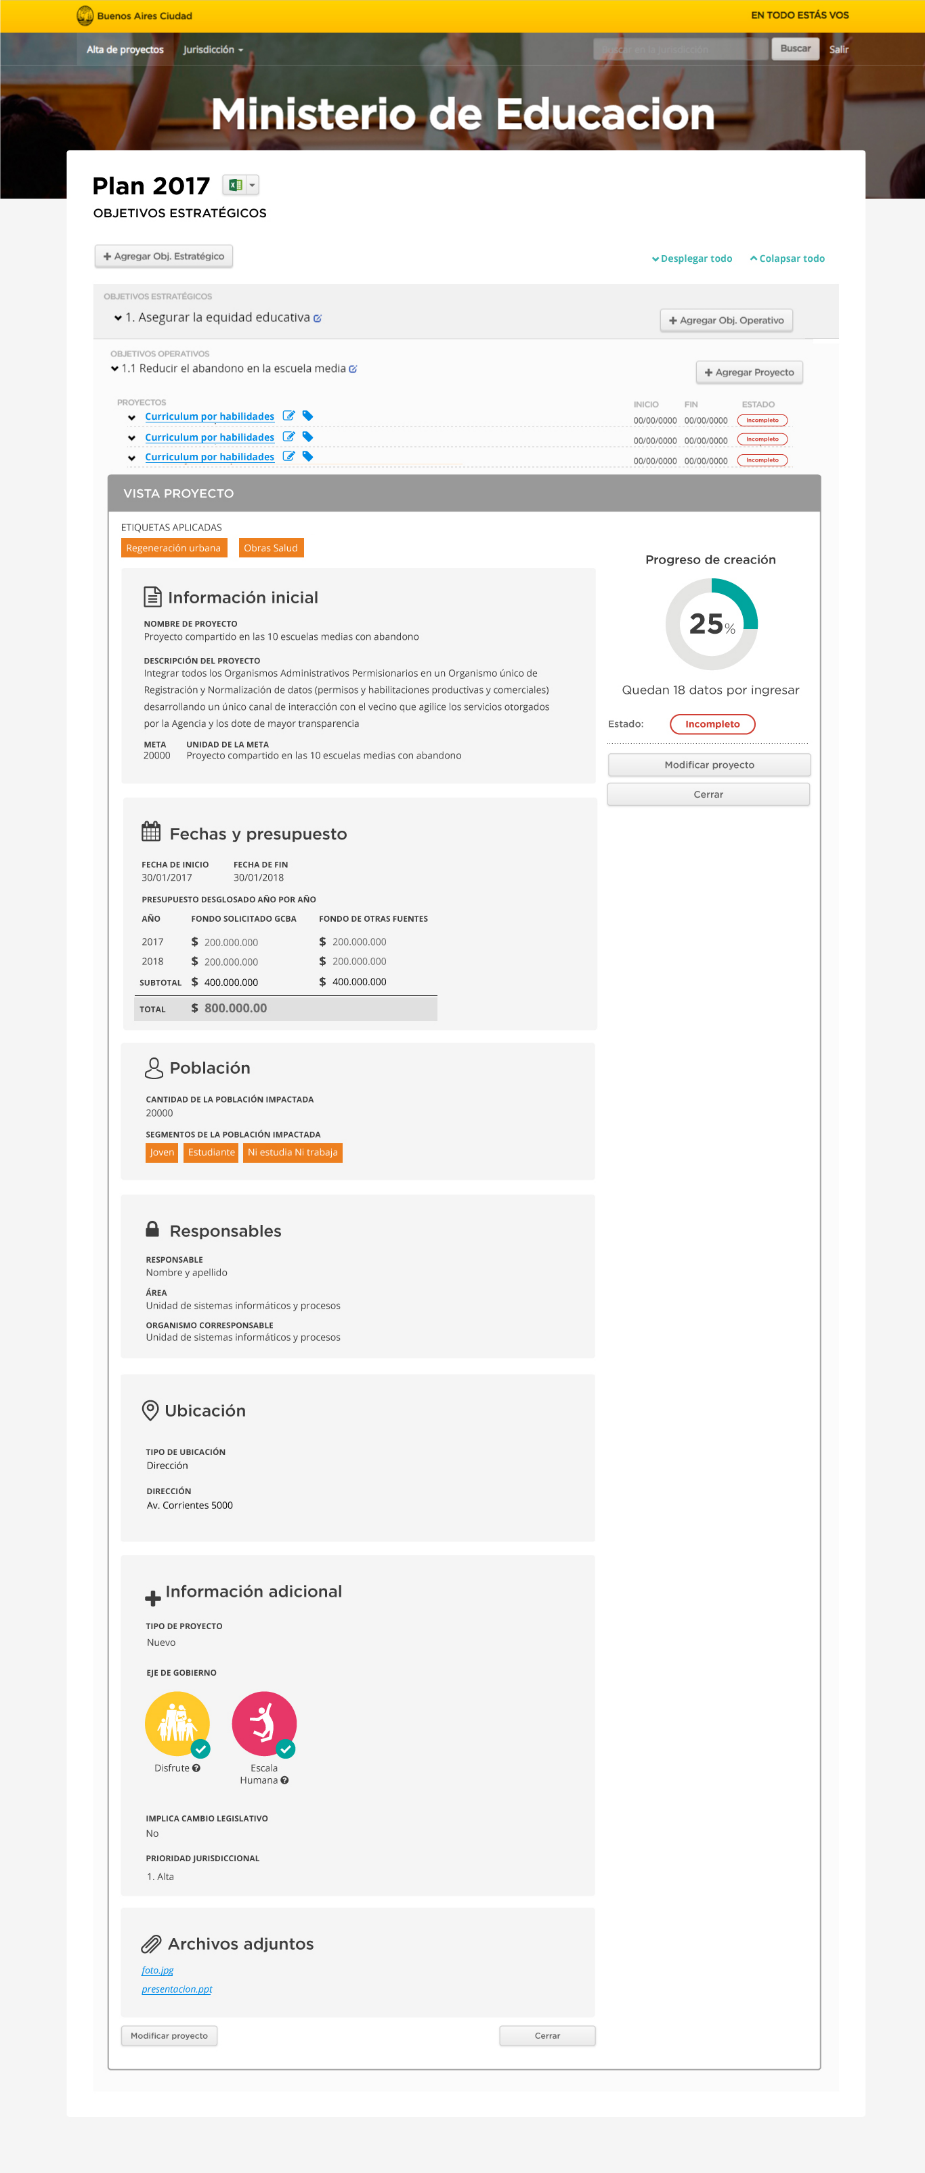 Buenos Aires Ciudad
EN TODO ESTÁS VOS
Alta de proyectos
Jurisdicción
Buscar
Salir
Ministerio de Educacion
Plan 2017
OBJETIVOS ESTRATÉGICOS
+ Agregar Obj. Estratégico
Desplegar todo
Colapsar todo
OBJETIVOS ESTRATÉGICOS
1. Asegurar la equidad educativa
+ Agregar Obj. Operativo
OBJETIVOS OPERATIVOS
1.1 Reducir el abandono en la escuela media
+ Agregar Proyecto
PROYECTOS INICIO FIN ESTADO
Curriculum por habilidades 00/00/0000 00/00/0000 Incompleto
Curriculum por habilidades 00/00/0000 00/00/0000 Incompleto
Curriculum por habilidades 00/00/0000 00/00/0000 Incompleto
VISTA PROYECTO
ETIQUETAS APLICADAS
Regeneración urbana Obras Salud
Progreso de creación
25%
Quedan 18 datos por ingresar
Estado: Incompleto
Modificar proyecto
Cerrar
Información inicial
NOMBRE DE PROYECTO
Proyecto compartido en las 10 escuelas medias con abandono
DESCRIPCIÓN DEL PROYECTO
Integrar todos los Organismos Administrativos Permisionarios en un Organismo único de
Registración y Normalización de datos (permisos y habilitaciones productivas y comerciales)
desarrollando un único canal de interacción con el vecino que agilice los servicios otorgados
por la Agencia y los dote de mayor transparencia
META UNIDAD DE LA META
20000 Proyecto compartido en las 10 escuelas medias con abandono
Fechas y presupuesto
FECHA DE INICIO FECHA DE FIN
30/01/2017 30/01/2018
PRESUPUESTO DESGLOSADO AÑO POR AÑO
AÑO FONDO SOLICITADO GCBA FONDO DE OTRAS FUENTES
2017 $ 200.000.000 $ 200.000.000
2018 $ 200.000.000 $ 200.000.000
SUBTOTAL $ 400.000.000 $ 400.000.000
TOTAL $ 800.000.00
Población
CANTIDAD DE LA POBLACIÓN IMPACTADA
20000
SEGMENTOS DE LA POBLACIÓN IMPACTADA
Joven Estudiante Ni estudia Ni trabaja
Responsables
RESPONSABLE
Nombre y apellido
ÁREA
Unidad de sistemas informáticos y procesos
ORGANISMO CORRESPONSABLE
Unidad de sistemas informáticos y procesos
Ubicación
TIPO DE UBICACIÓN
Dirección
DIRECCIÓN
Av. Corrientes 5000
Información adicional
TIPO DE PROYECTO
Nuevo
EJE DE GOBIERNO
Disfrute
Escala
Humana
IMPLICA CAMBIO LEGISLATIVO
No
PRIORIDAD JURISDICCIONAL
1. Alta
Archivos adjuntos
foto.jpg
presentacion.ppt
Modificar proyecto
Cerrar